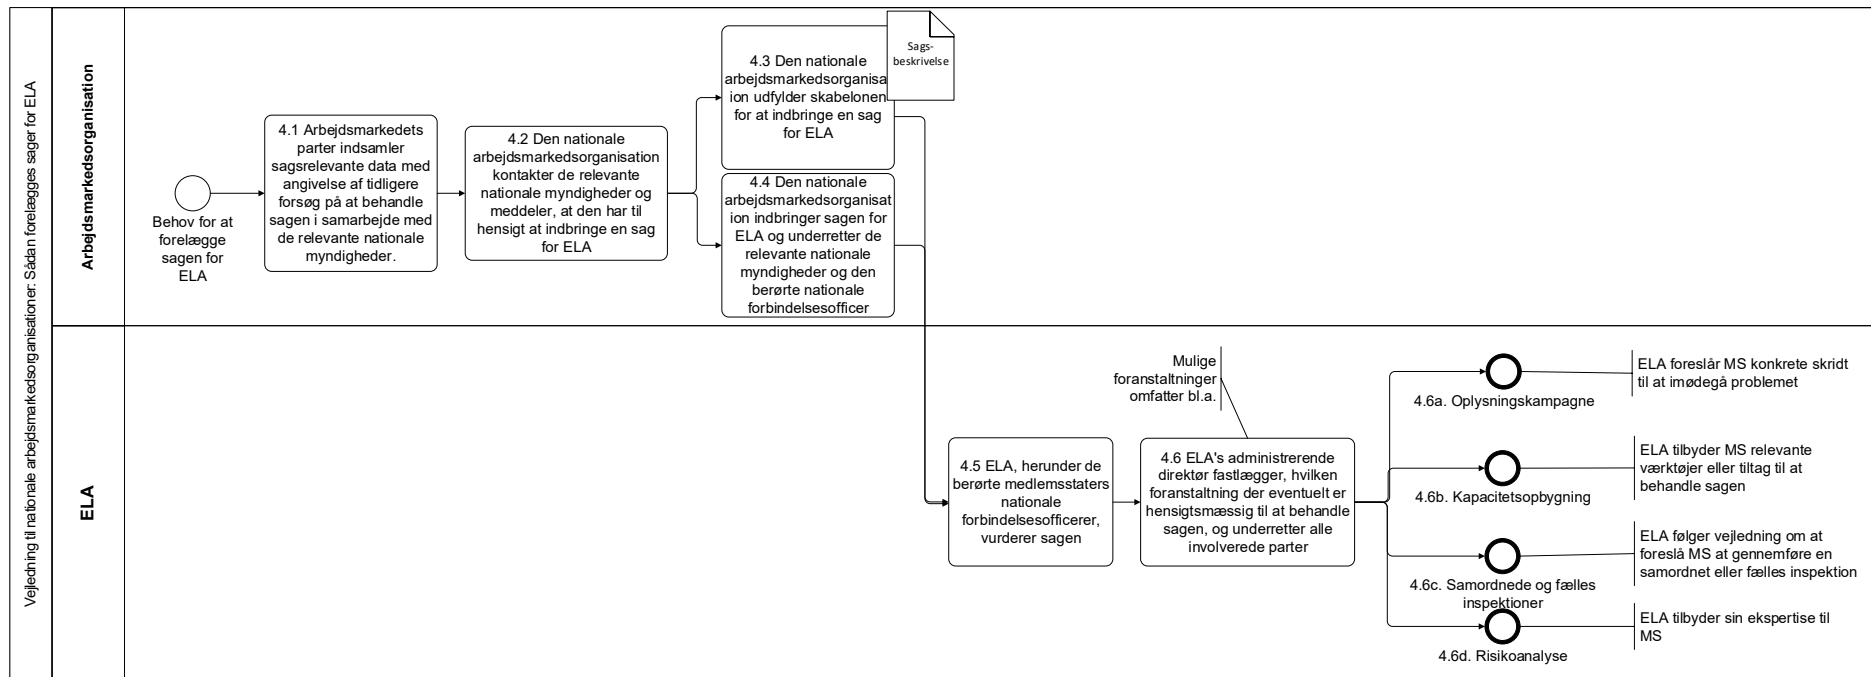 Vejledning til nationale arbejdsmarkedsorganisationer: Sådan forelægges sager for ELA
Arbejdsmarkedsorganisation
Behov for at
forelægge
sagen for
ELA
4.1 Arbejdsmarkedets
parter indsamler
sagsrelevante data med
angivelse af tidligere
forsøg på at behandle
sagen i samarbejde med
de relevante nationale
myndigheder.
4.2 Den nationale
arbejdsmarkedsorganisation
kontakter de relevante
nationale myndigheder og
meddeler, at den har til
hensigt at indbringe en sag
for ELA
4.3 Den nationale
arbejdsmarkedsorganisa
ion udfylder skabelonen
for at indbringe en sag
for ELA
Sags-
beskrivelse
4.4 Den nationale
arbejdsmarkedsorganisat
ion indbringer sagen for
ELA og underretter de
relevante nationale
myndigheder og den
berørte nationale
forbindelsesofficer
ELA
4.5 ELA, herunder de
berørte medlemsstaters
nationale
forbindelsesofficerer,
vurderer sagen
Mulige
foranstaltninger
omfatter bl.a.
4.6 ELA's administrerende
direktør fastlægger, hvilken
foranstaltning der eventuelt er
hensigtsmæssig til at behandle
sagen, og underretter alle
involverede parter
4.6a. Oplysningskampagne
ELA foreslår MS konkrete skridt
til at imødegå problemet
4.6b. Kapacitetsopbygning
ELA tilbyder MS relevante
værktøjer eller tiltag til at
behandle sagen
4.6c. Samordnede og fælles
inspektioner
ELA følger vejledning om at
foreslå MS at gennemføre en
samordnet eller fælles inspektion
4.6d. Risikoanalyse
ELA tilbyder sin ekspertise til
MS